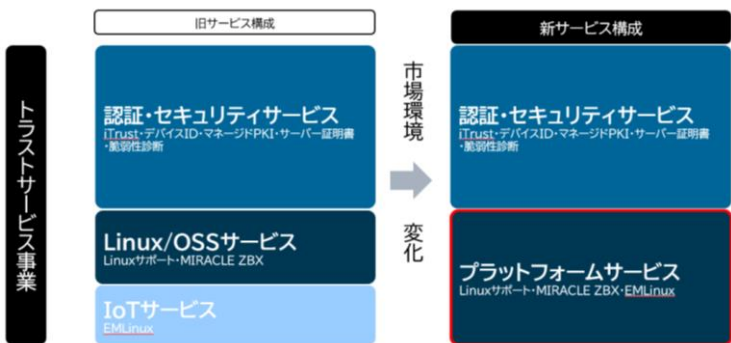 旧サービス構成
新サービス構成
トラストサービス事業
認証・セキュリティサービス
iTrust・デバイスID・マネージドPKI・サーバー証明書
・脆弱性診断
Linux/OSSサービス
Linuxサポート・MIRACLE ZBX
IoTサービス
EMLinux
市場環境
変化
認証・セキュリティサービス
iTrust・デバイスID・マネージドPKI・サーバー証明書
・脆弱性診断
プラットフォームサービス
Linuxサポート・MIRACLE ZBX・EMLinux